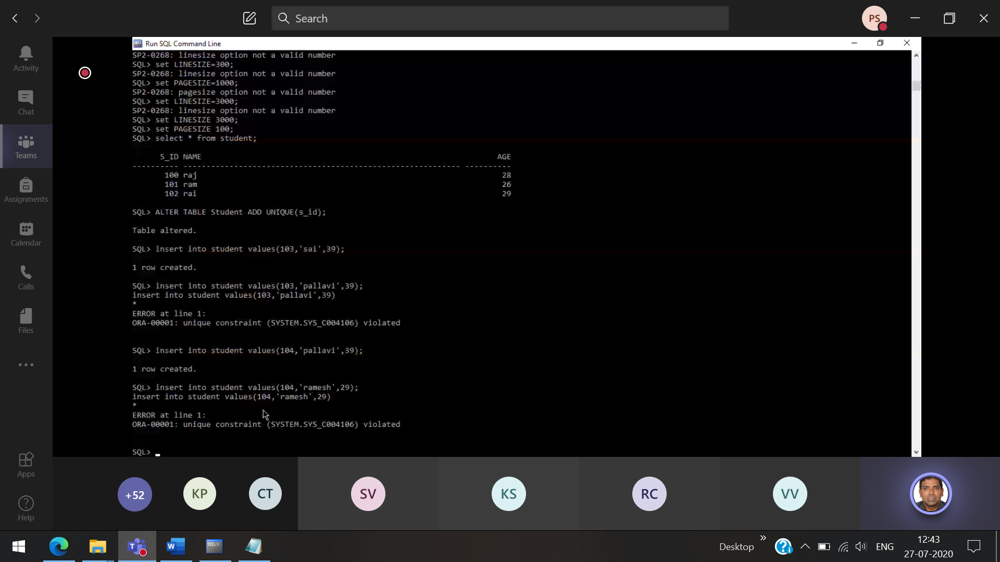 Search
PS
Activity
Chat
Teams
Assignments
Calendar
Calls
Files
Apps
Help
Run SQL Command Line
SP2-0268: linesize option not a valid number
SQL> set LINESIZE=300;
SP2-0268: linesize option not a valid number
SQL> set PAGESIZE=1000;
SP2-0268: pagesize option not a valid number
SQL> set LINESIZE=3000;
SP2-0268: linesize option not a valid number
SQL> set LINESIZE 3000;
SQL> set PAGESIZE 100;
SQL> select * from student;
S_ID NAME AGE
---------- ------------------------------------------------------------ ----------
100 raj 28
101 ram 26
102 rai 29
SQL> ALTER TABLE Student ADD UNIQUE(s_id);
Table altered.
SQL> insert into student values(103,'sai',39);
1 row created.
SQL> insert into student values(103,'pallavi',39);
insert into student values(103,'pallavi',39)
*
ERROR at line 1:
ORA-00001: unique constraint (SYSTEM.SYS_C004106) violated
SQL> insert into student values(104,'pallavi',39);
1 row created.
SQL> insert into student values(104,'ramesh',29);
insert into student values(104,'ramesh',29)
*
ERROR at line 1:
ORA-00001: unique constraint (SYSTEM.SYS_C004106) violated
SQL>
+52
KP
CT
SV
KS
RC
VV
T
W
SQL>
Desktop
ENG
12:43
27-07-2020